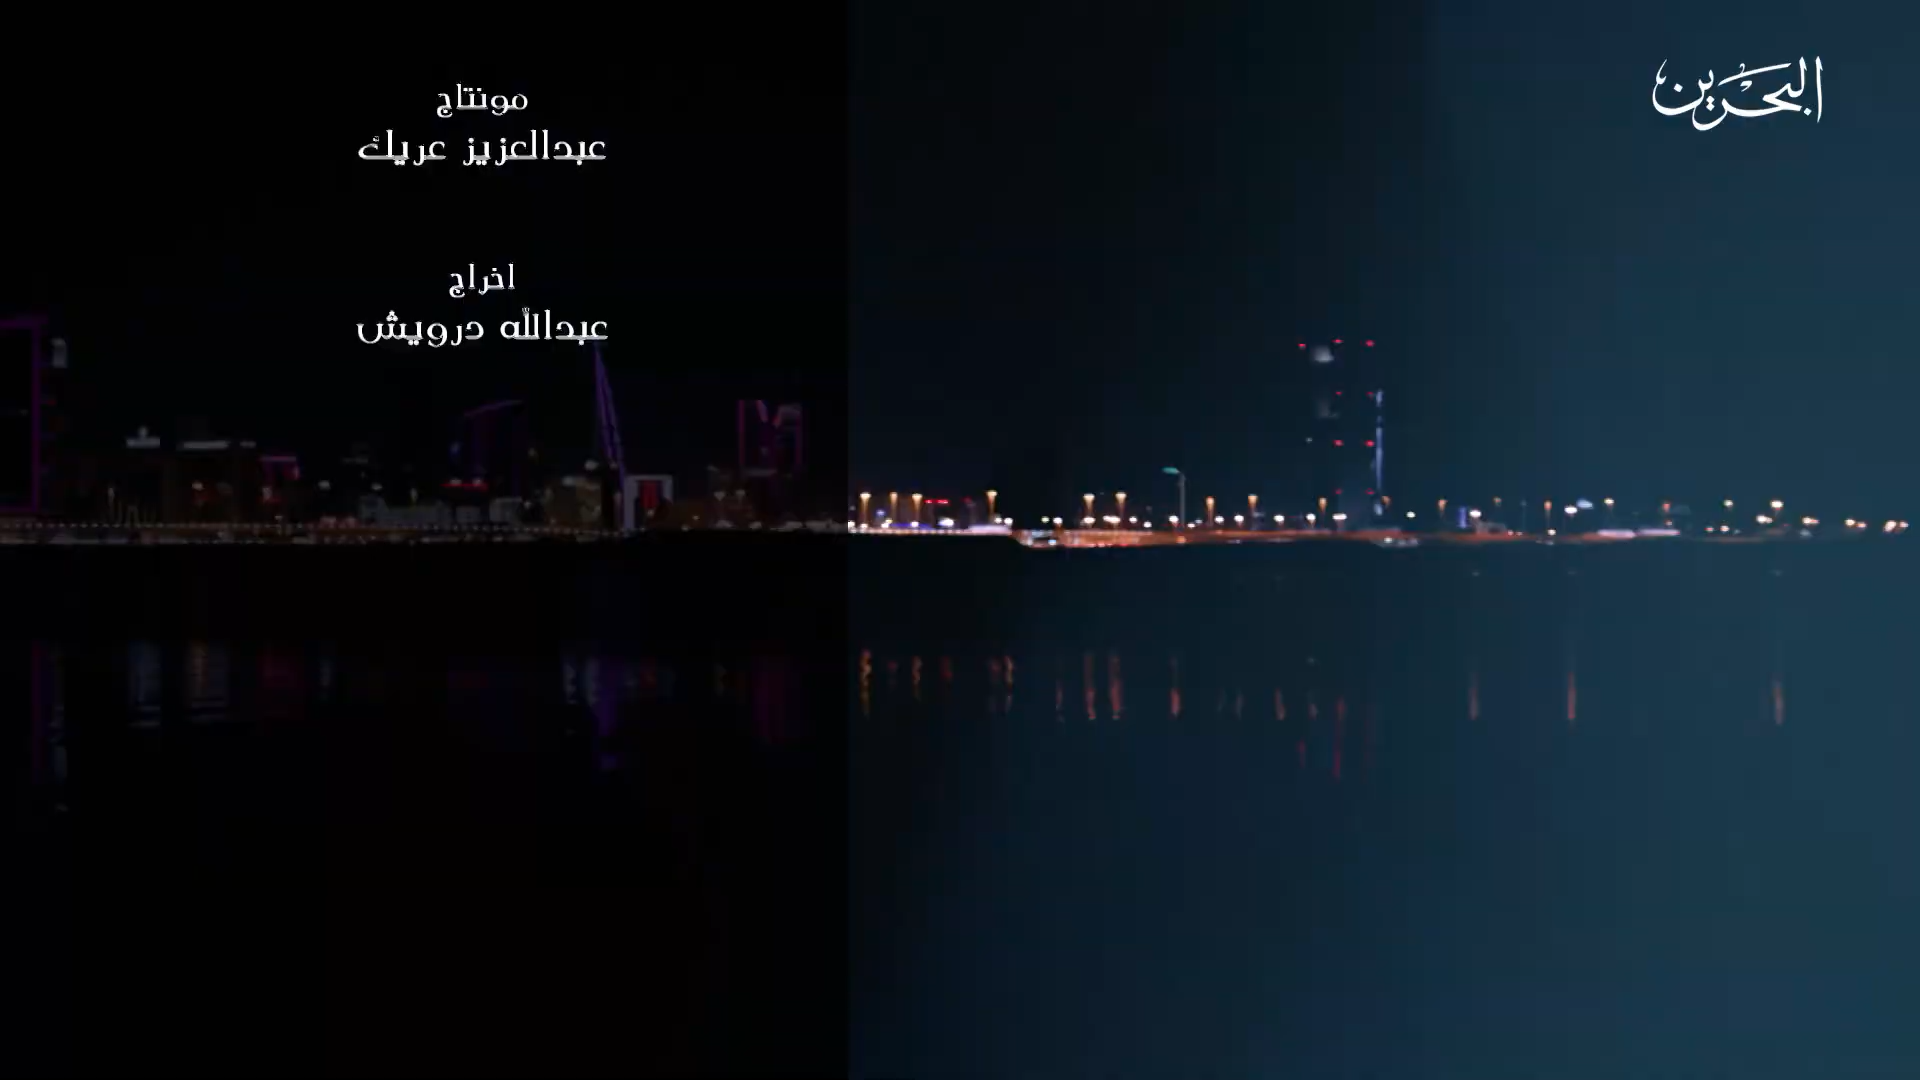 البحرين
مونتاج
عبدالعزيز عريك
اخراج
عبدالله درويش